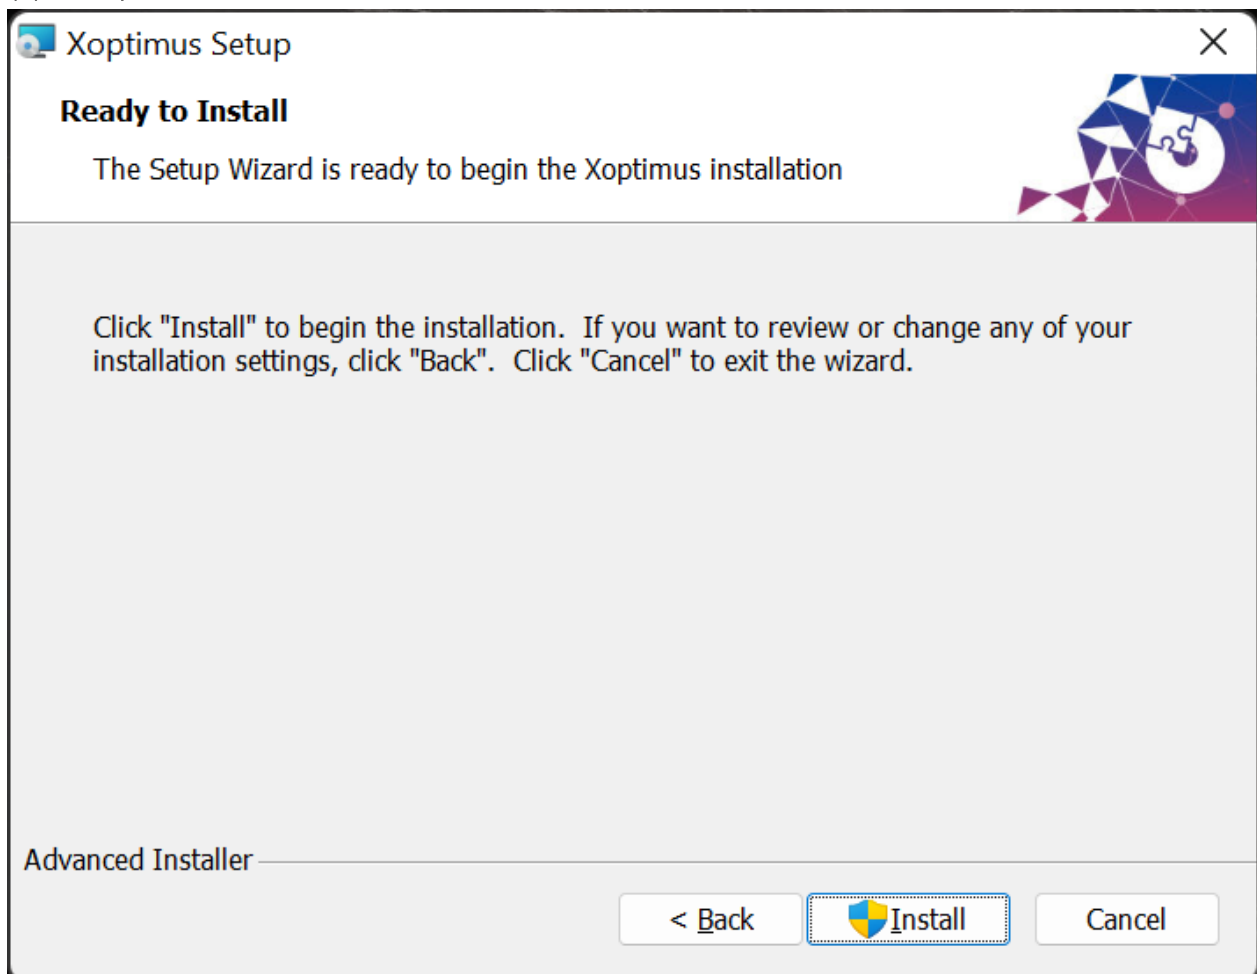 Xoptimus Setup
Ready to Install
The Setup Wizard is ready to begin the Xoptimus installation
Click "Install" to begin the installation.  If you want to review or change any of your
installation settings, click "Back".  Click "Cancel" to exit the wizard.
Advanced Installer
< Back
Install
Cancel